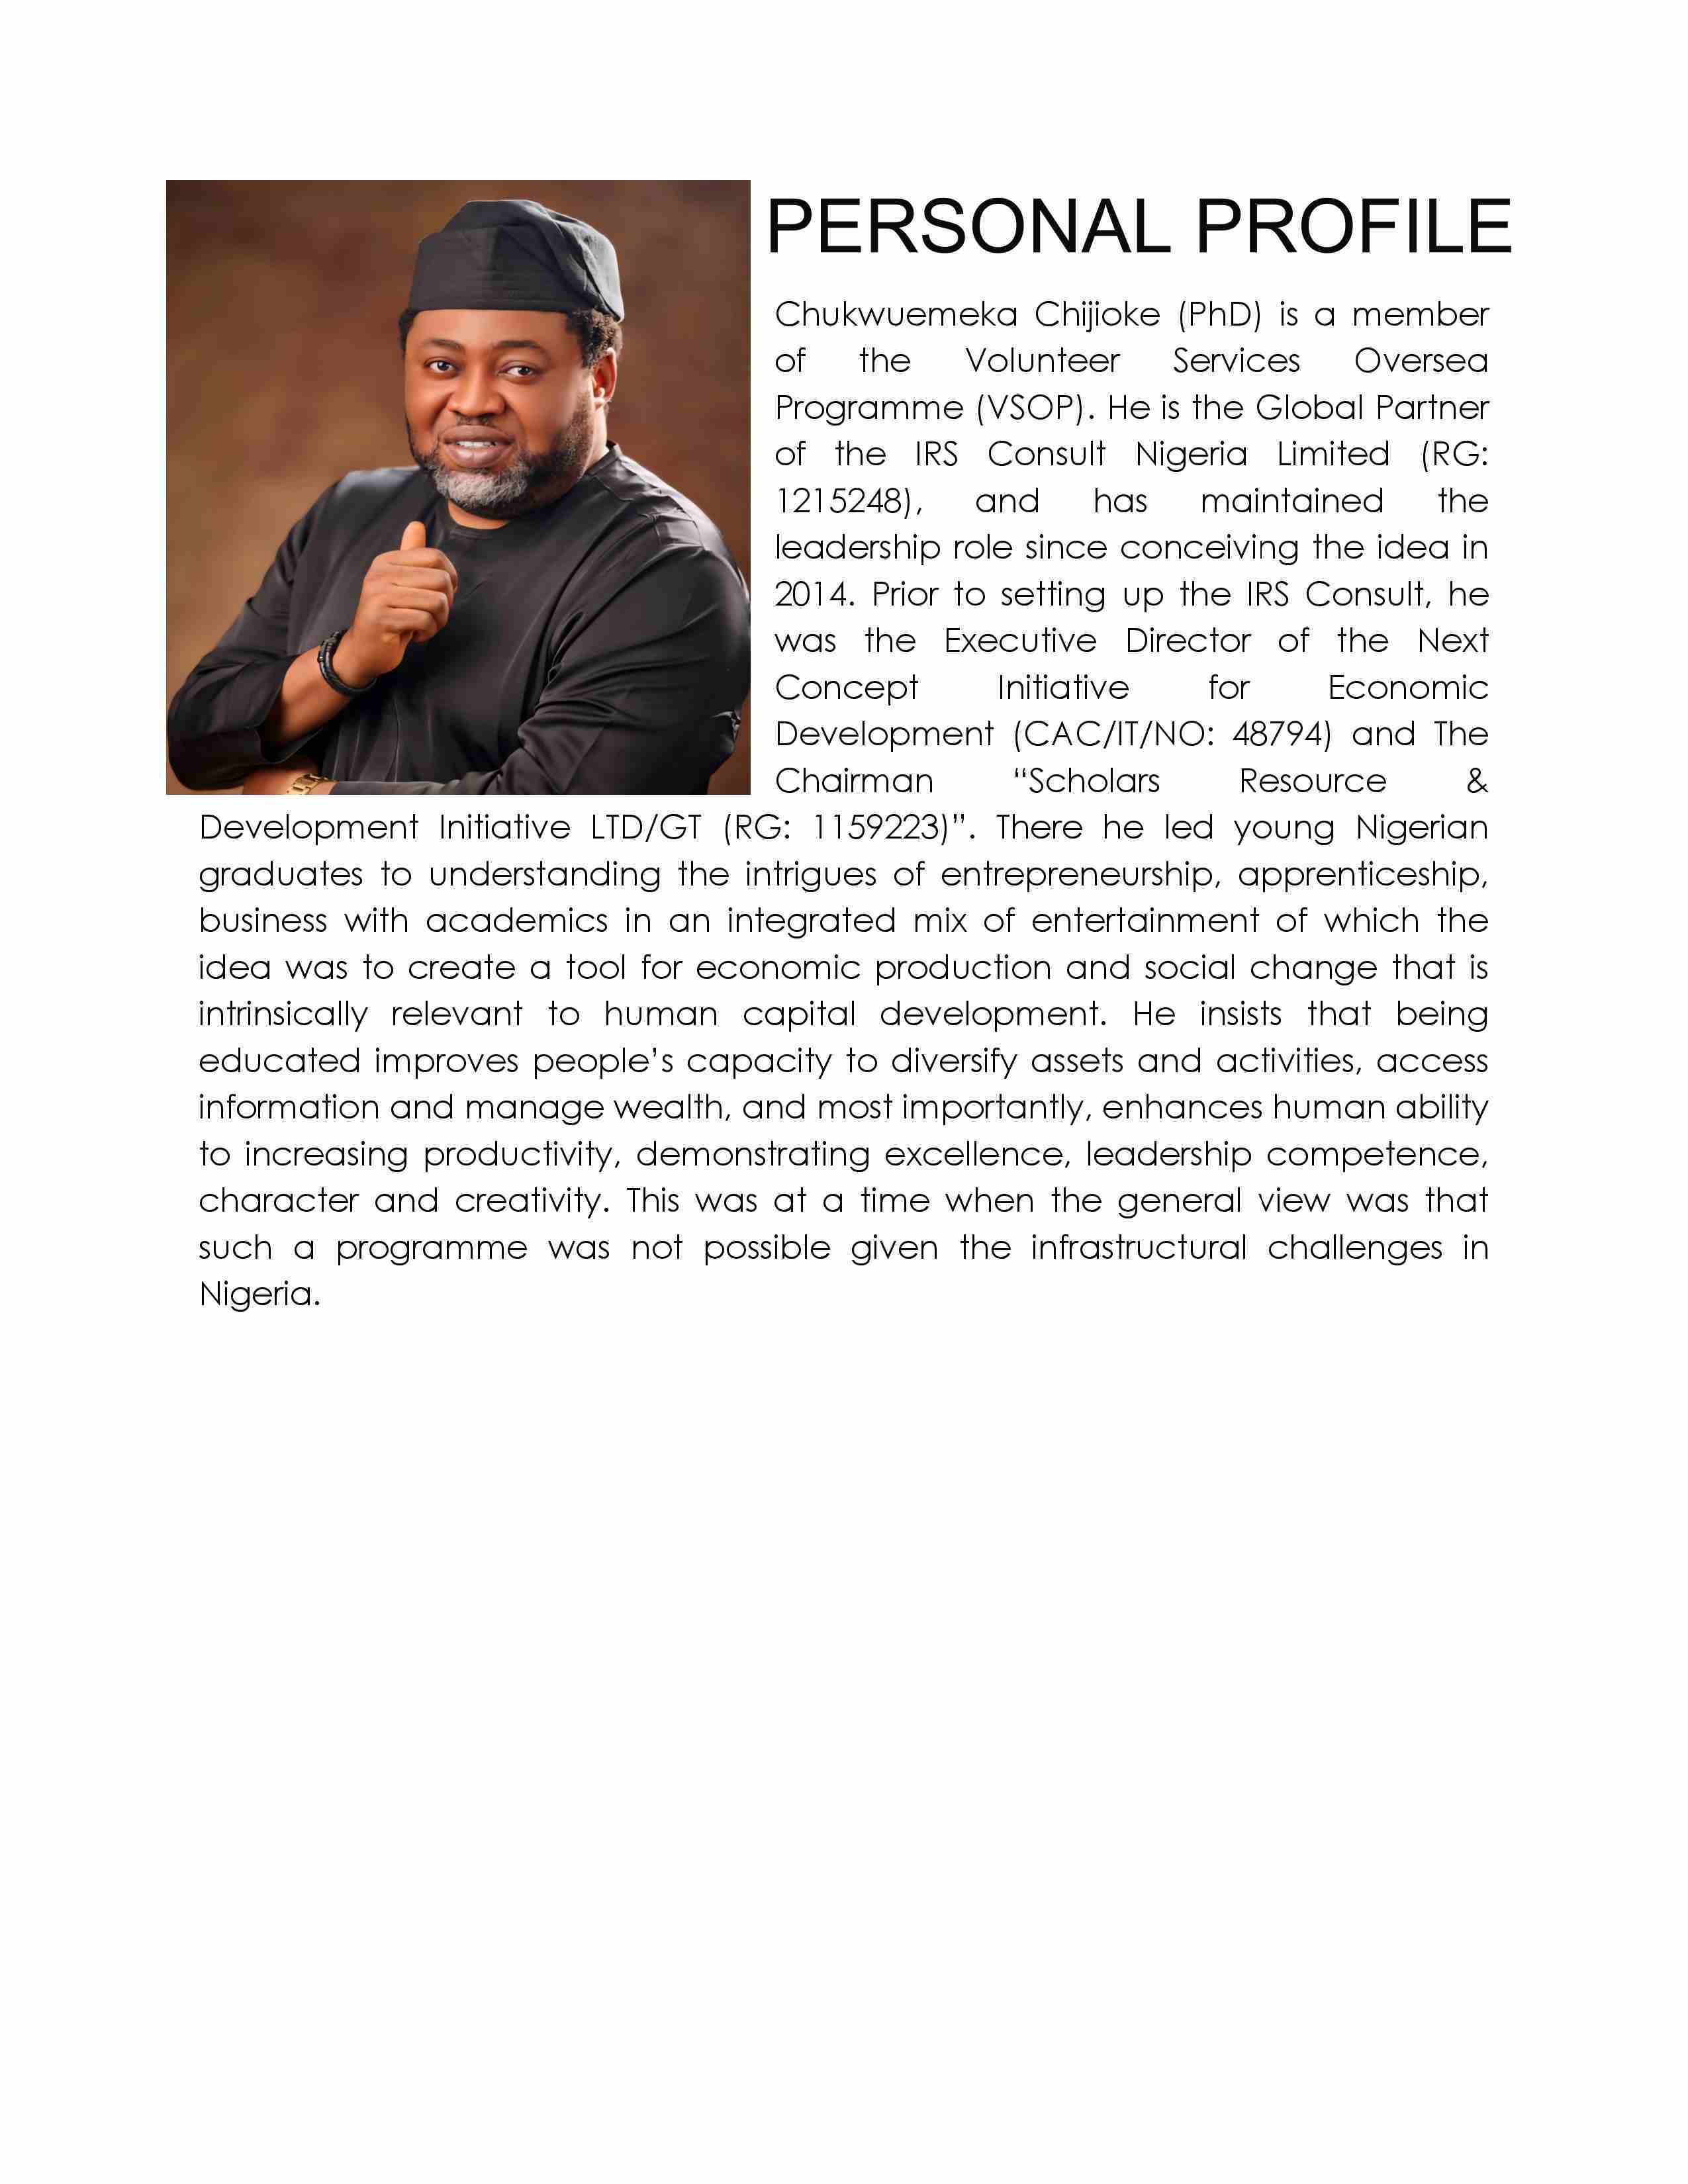 PERSONAL PROFILE
Chukwuemeka Chijioke (PhD) is a member
of the Volunteer Services Oversea
Programme (VSOP). He is the Global Partner
of the IRS Consult Nigeria Limited (RG:
1215248), and has maintained the
leadership role since conceiving the idea in
2014. Prior to setting up the IRS Consult, he
was the Executive Director of the Next
Concept Initiative for Economic
Development (CAC/IT/NO: 48794) and The
Chairman “Scholars Resource &
Development Initiative LTD/GT (RG: 1159223)”. There he led young Nigerian
graduates to understanding the intrigues of entrepreneurship, apprenticeship,
business with academics in an integrated mix of entertainment of which the
idea was to create a tool for economic production and social change that is
intrinsically relevant to human capital development. He insists that being
educated improves people’s capacity to diversify assets and activities, access
information and manage wealth, and most importantly, enhances human ability
to increasing productivity, demonstrating excellence, leadership competence,
character and creativity. This was at a time when the general view was that
such a programme was not possible given the infrastructural challenges in
Nigeria.